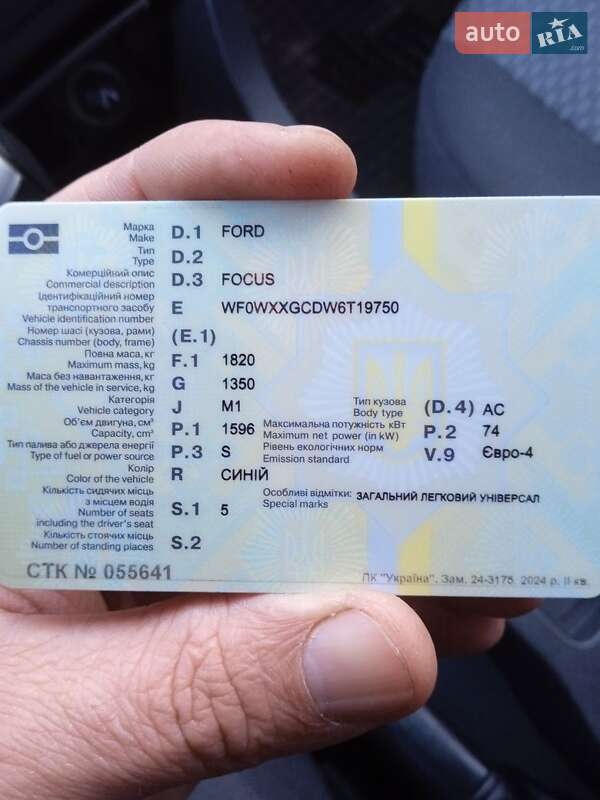 auto RIA .com
Марка D.1 FORD
Make
Тип D.2
Type
Комерційний опис D.3 FOCUS
Commercial description
Ідентифікаційний номер
транспортного засобу E WF0WXXGCDW6T19750
Vehicle identification number
Номер шасі (кузова, рами) (E.1)
Chassis number (body, frame)
Повна маса, кг F.1 1820
Maximum mass, kg
Маса без навантаження, кг G 1350
Mass of the vehicle in service, kg
Категорія J M1 Тип кузова (D.4) AC
Vehicle category Body type
Об'єм двигуна, см³ P.1 1596 Максимальна потужність кВт P.2 74
Capacity, cm³ Maximum net power (in kW)
Тип палива або джерела енергії P.3 S Рівень екологічних норм V.9 Євро-4
Type of fuel or power source Emission standard
Колір R СИНІЙ
Color of the vehicle
Кількість сидячих місць Особливі відмітки: ЗАГАЛЬНИЙ ЛЕГКОВИЙ УНІВЕРСАЛ
з місцем водія S.1 5 Special marks
Number of seats
including the driver's seat
Кількість стоячих місць S.2
Number of standing places
СТК № 055641 ПК "Україна". Зам. 24-3175. 2024 р. II кв.